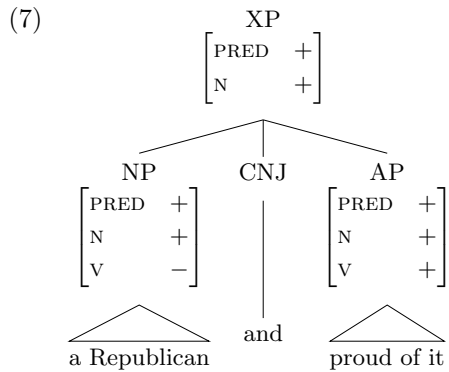 (7) XP
PRED +
N +
NP CNJ AP
PRED + PRED +
N + N +
V − V +
and
a Republican proud of it